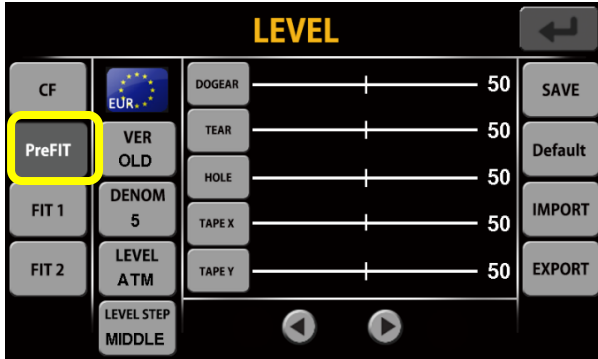 LEVEL
CF
PreFIT
FIT 1
FIT 2
EUR
VER
OLD
DENOM
5
LEVEL
ATM
LEVEL STEP
MIDDLE
DOGEAR 50
TEAR 50
HOLE 50
TAPE X 50
TAPE Y 50
SAVE
Default
IMPORT
EXPORT